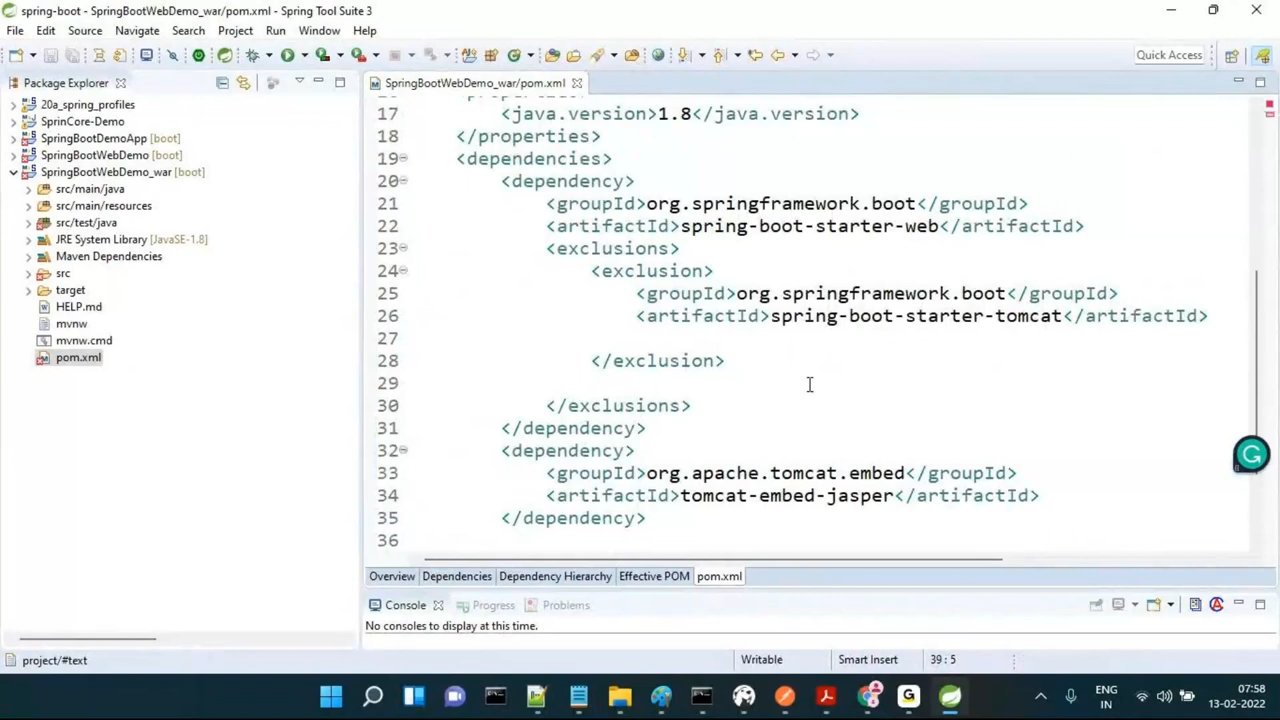 spring-boot - SpringBootWebDemo_war/pom.xml - Spring Tool Suite 3
File Edit Source Navigate Search Project Run Window Help
Quick Access
Package Explorer
20a_spring_profiles
SprinCore-Demo
SpringBootDemoApp [boot]
SpringBootWebDemo [boot]
SpringBootWebDemo_war [boot]
src/main/java
src/main/resources
src/test/java
JRE System Library [JavaSE-1.8]
Maven Dependencies
src
target
HELP.md
mvnw
mvnw.cmd
pom.xml
SpringBootWebDemo_war/pom.xml
17 <java.version>1.8</java.version>
18 </properties>
19 <dependencies>
20 <dependency>
21 <groupId>org.springframework.boot</groupId>
22 <artifactId>spring-boot-starter-web</artifactId>
23 <exclusions>
24 <exclusion>
25 <groupId>org.springframework.boot</groupId>
26 <artifactId>spring-boot-starter-tomcat</artifactId>
27
28 </exclusion>
29
30 </exclusions>
31 </dependency>
32 <dependency>
33 <groupId>org.apache.tomcat.embed</groupId>
34 <artifactId>tomcat-embed-jasper</artifactId>
35 </dependency>
36
Overview Dependencies Dependency Hierarchy Effective POM pom.xml
Console Progress Problems
No consoles to display at this time.
project/#text
Writable Smart Insert 39 : 5
ENG
IN
07:58
13-02-2022